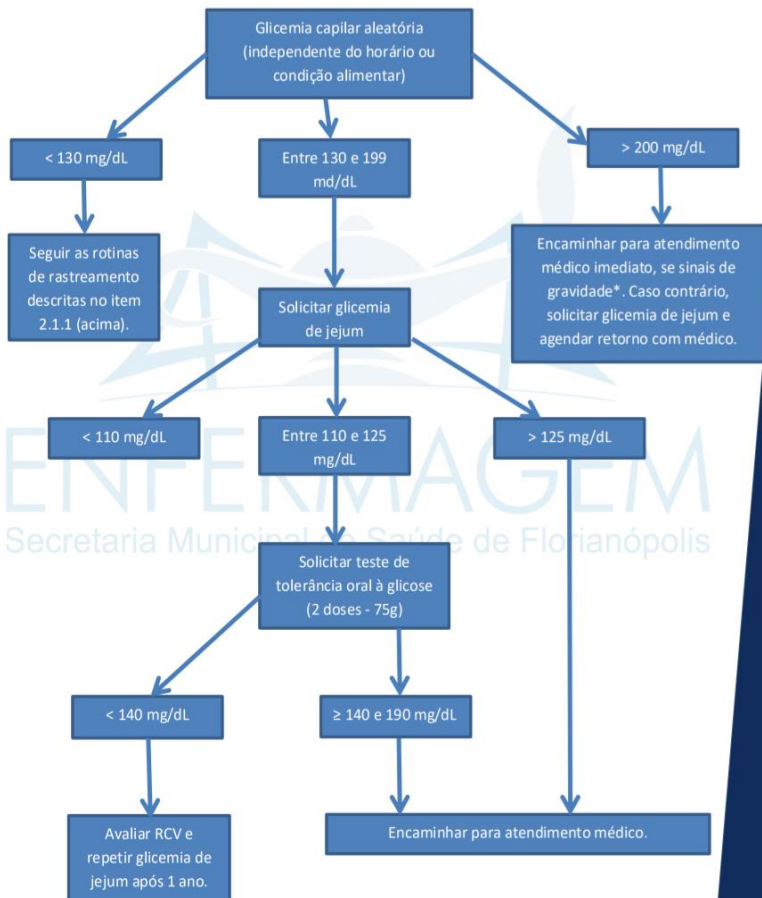 Glicemia capilar aleatória
(independente do horário ou
condição alimentar)
< 130 mg/dL
Entre 130 e 199
md/dL
> 200 mg/dL
Seguir as rotinas
de rastreamento
descritas no item
2.1.1 (acima).
Solicitar glicemia
de jejum
Encaminhar para atendimento
médico imediato, se sinais de
gravidade*. Caso contrário,
solicitar glicemia de jejum e
agendar retorno com médico.
< 110 mg/dL
Entre 110 e 125
mg/dL
> 125 mg/dL
ENFERMAGEM
Secretaria Municipal de Saúde de Florianópolis
Solicitar teste de
tolerância oral à glicose
(2 doses - 75g)
< 140 mg/dL
≥ 140 e 190 mg/dL
Avaliar RCV e
repetir glicemia de
jejum após 1 ano.
Encaminhar para atendimento médico.